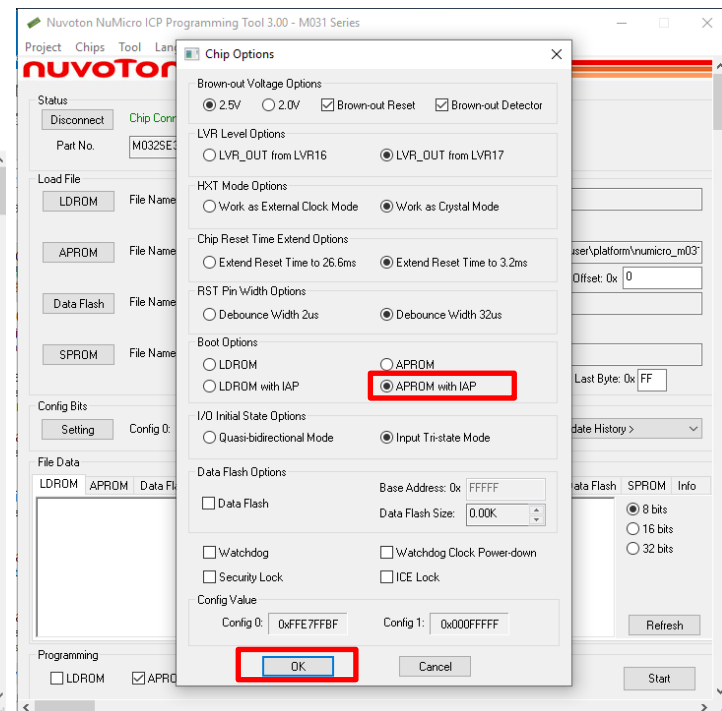 Nuvoton NuMicro ICP Programming Tool 3.00 - M031 Series
Project Chips Tool
nuvoTon
Status
Disconnect
Part No.
Load File
LDROM File Name
APROM File Name
user\platform\numicro_m031
Offset: 0x 0
Data Flash File Name
SPROM File Name
Last Byte: 0x FF
Config Bits
Setting Config 0:
File Data
LDROM APROM
Data Flash SPROM Info
8 bits
16 bits
32 bits
Refresh
Programming
LDROM
Start
Chip Options
Brown-out Voltage Options
2.5V 2.0V Brown-out Reset Brown-out Detector
LVR Level Options
LVR_OUT from LVR16 LVR_OUT from LVR17
HXT Mode Options
Work as External Clock Mode Work as Crystal Mode
Chip Reset Time Extend Options
Extend Reset Time to 26.6ms Extend Reset Time to 3.2ms
RST Pin Width Options
Debounce Width 2us Debounce Width 32us
Boot Options
LDROM APROM
LDROM with IAP APROM with IAP
I/O Initial State Options
Quasi-bidirectional Mode Input Tri-state Mode
Data Flash Options
Data Flash
Base Address: 0x FFFFF
Data Flash Size: 0.00K
Watchdog Watchdog Clock Power-down
Security Lock ICE Lock
Config Value
Config 0: 0xFFE7FFBF Config 1: 0x000FFFFF
OK Cancel